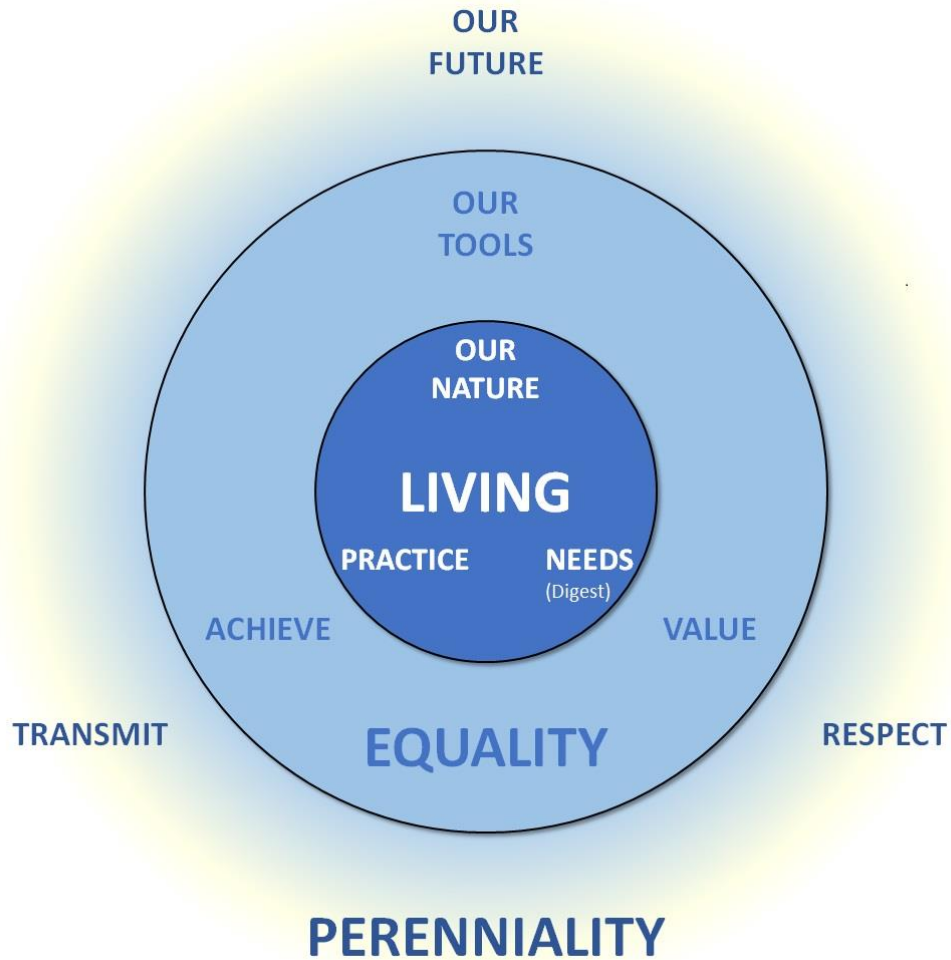 OUR
FUTURE
OUR
TOOLS
OUR
NATURE
LIVING
PRACTICE NEEDS
(Digest)
ACHIEVE VALUE
TRANSMIT EQUALITY RESPECT
PERENNIALITY